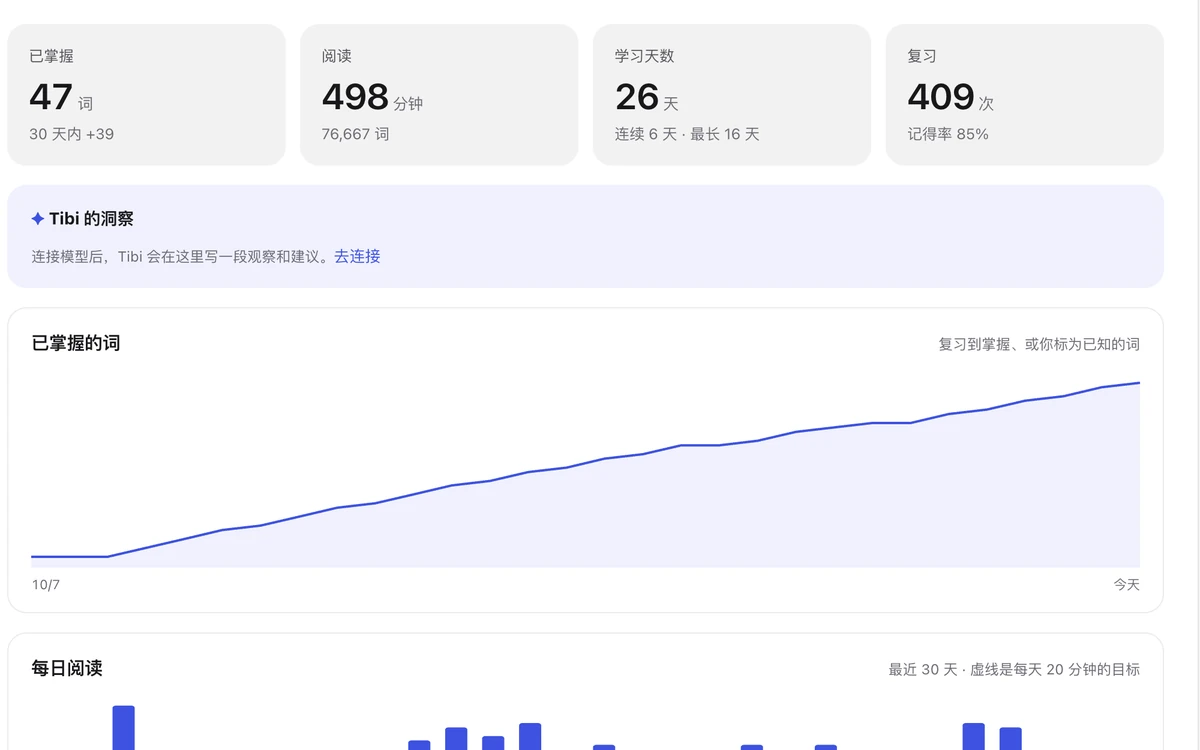 已掌握
47 词
30 天内 +39
阅读
498 分钟
76,667 词
学习天数
26 天
连续 6 天 · 最长 16 天
复习
409 次
记得率 85%
Tibi 的洞察
连接模型后，Tibi 会在这里写一段观察和建议。去连接
已掌握的词
复习到掌握、或你标为已知的词
10/7
今天
每日阅读
最近 30 天 · 虚线是每天 20 分钟的目标